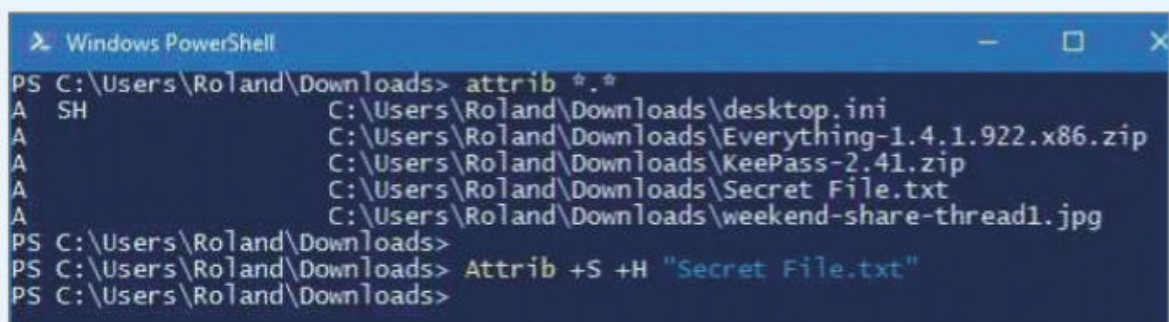 Windows PowerShell
PS C:\Users\Roland\Downloads> attrib *.*
A  SH               C:\Users\Roland\Downloads\desktop.ini
A                   C:\Users\Roland\Downloads\Everything-1.4.1.922.x86.zip
A                   C:\Users\Roland\Downloads\KeePass-2.41.zip
A                   C:\Users\Roland\Downloads\Secret File.txt
A                   C:\Users\Roland\Downloads\weekend-share-thread1.jpg
PS C:\Users\Roland\Downloads>
PS C:\Users\Roland\Downloads> Attrib +S +H "Secret File.txt"
PS C:\Users\Roland\Downloads>